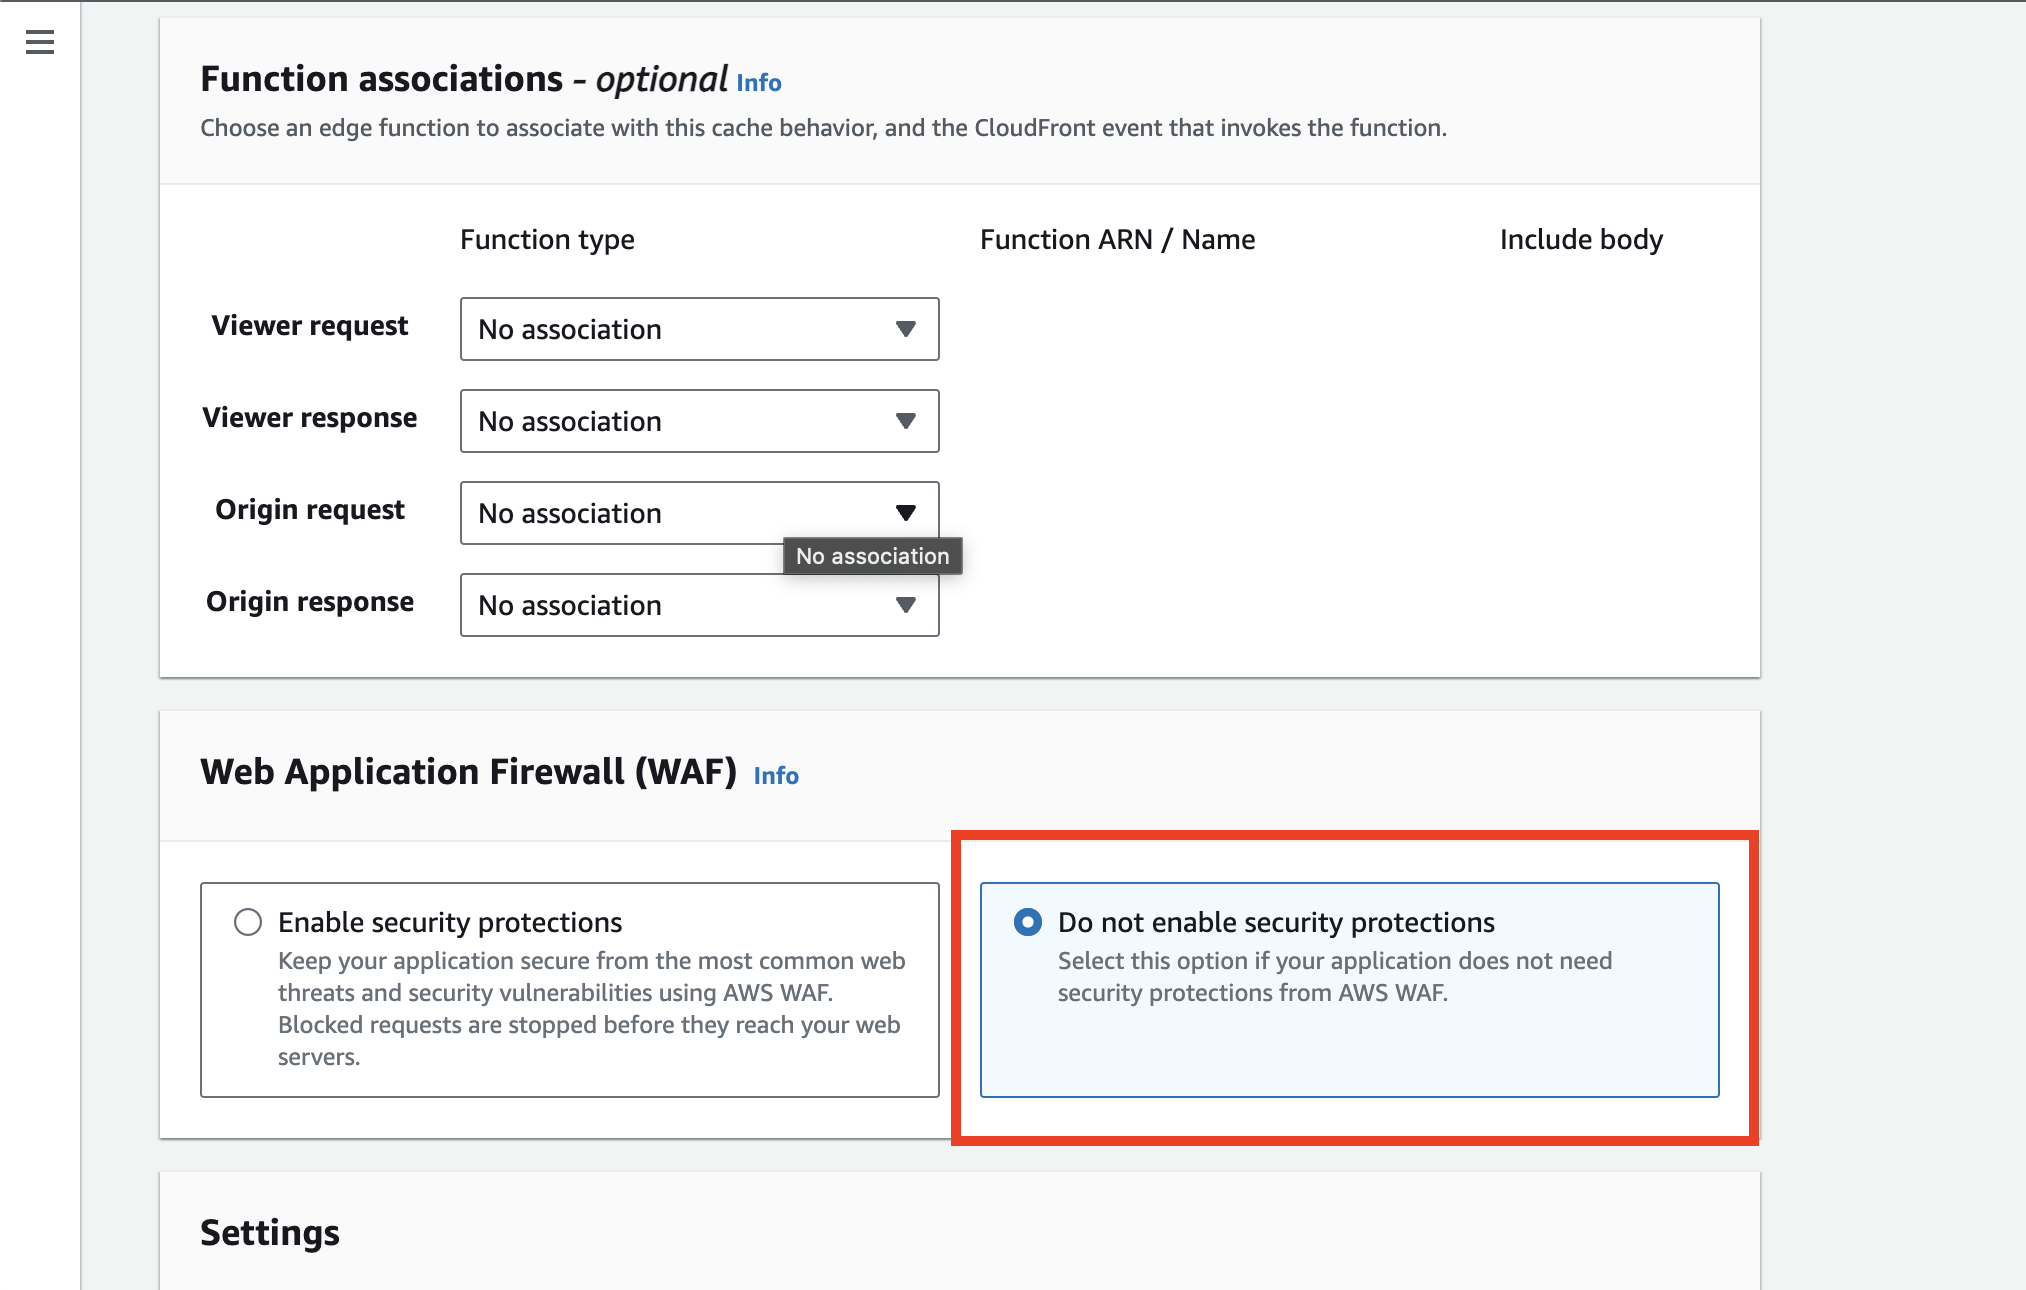 Function associations - optional Info
Choose an edge function to associate with this cache behavior, and the CloudFront event that invokes the function.
Function type Function ARN / Name Include body
Viewer request No association
Viewer response No association
Origin request No association
No association
Origin response No association
Web Application Firewall (WAF) Info
Enable security protections
Keep your application secure from the most common web
threats and security vulnerabilities using AWS WAF.
Blocked requests are stopped before they reach your web
servers.
Do not enable security protections
Select this option if your application does not need
security protections from AWS WAF.
Settings